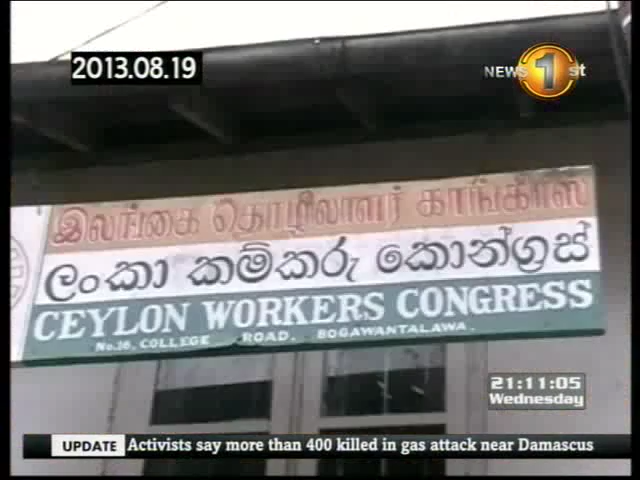 2013.08.19
NEWS 1st
இலங்கை தொழிலாளர் காங்கிரஸ்
ලංකා කම්කරු කොන්ග්‍රස්
CEYLON WORKERS CONGRESS
No.16, COLLEGE ROAD, BOGAWANTALAWA.
21:11:05
Wednesday
UPDATE Activists say more than 400 killed in gas attack near Damascus